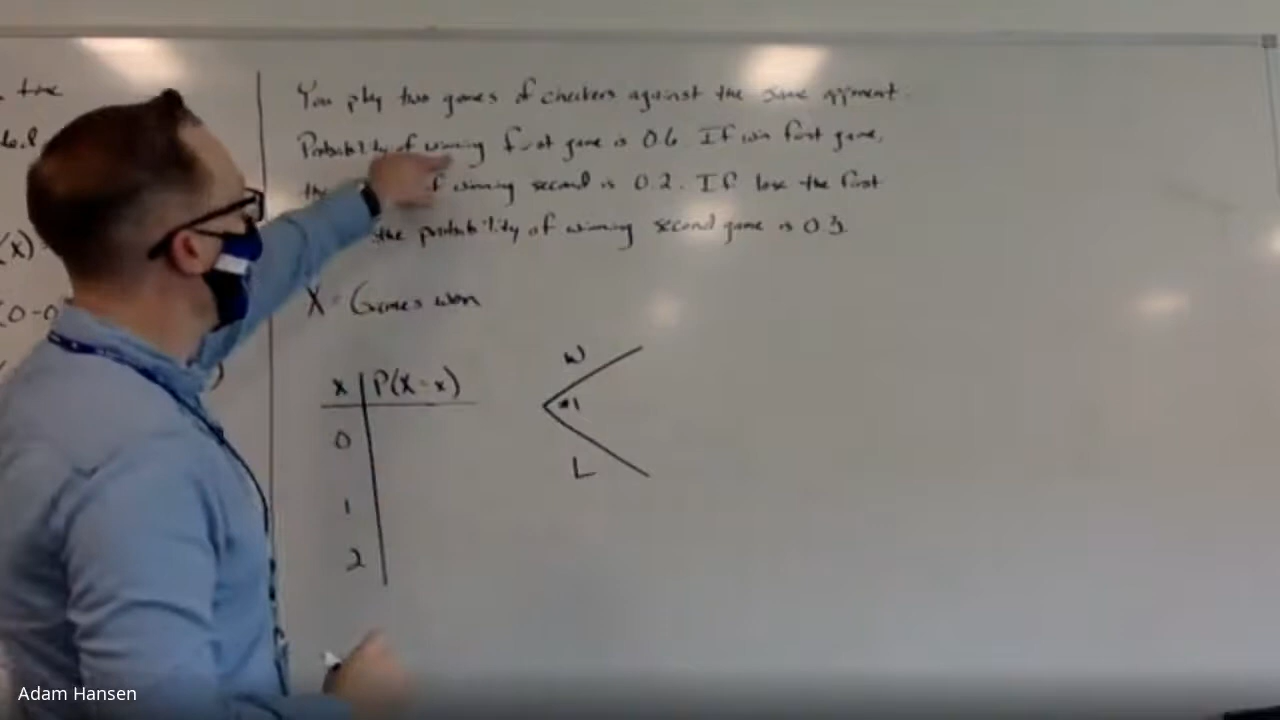 You play two games of checkers against the same opponent.
Probability of winning first game is 0.6. If win first game,
the of winning second is 0.2. If lose the first
the probability of winning second game is 0.3.
X = Games won
x P(X=x)
0
1
2
W
#1
L
(x)
(0-0
Adam Hansen